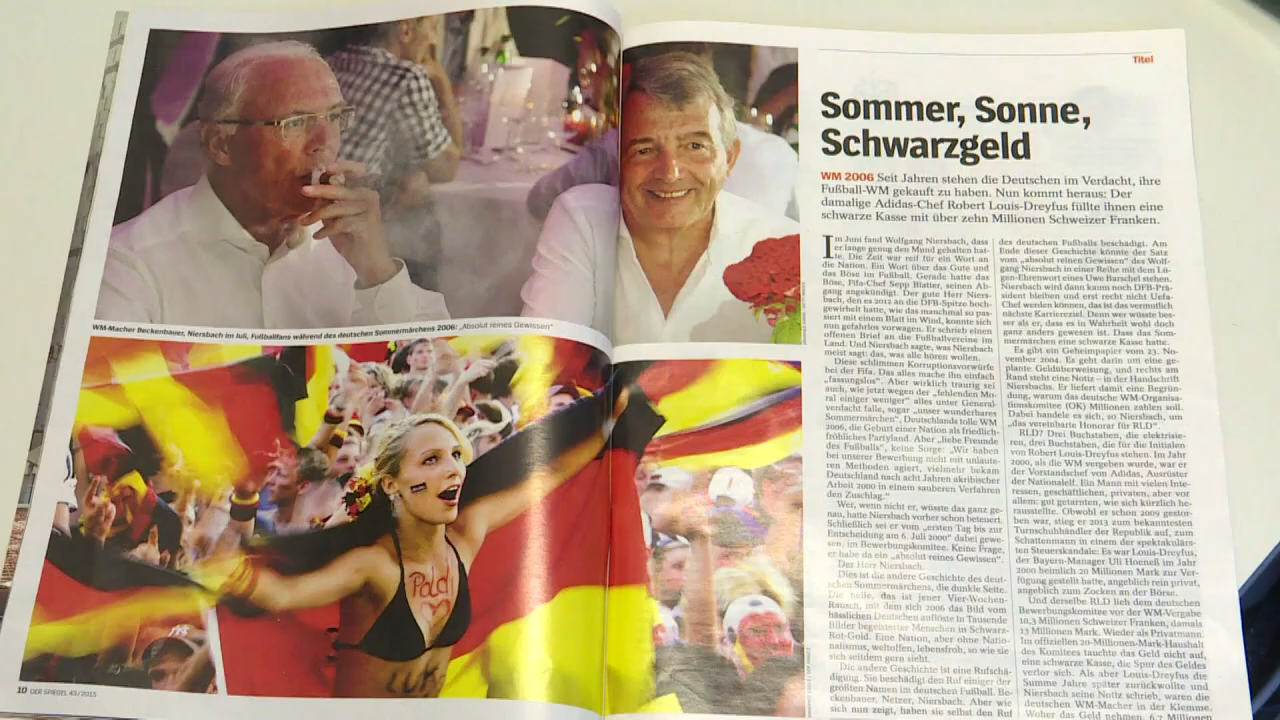 Titel
Sommer, Sonne,
Schwarzgeld
WM 2006 Seit Jahren stehen die Deutschen im Verdacht, ihre
Fußball-WM gekauft zu haben. Nun kommt heraus: Der
damalige Adidas-Chef Robert Louis-Dreyfus füllte ihnen eine
schwarze Kasse mit über zehn Millionen Schweizer Franken.
WM-Macher Beckenbauer, Niersbach im Juli, Fußballfans während des deutschen Sommermärchens 2006: „Absolut reines Gewissen“
Poldi
10 DER SPIEGEL 43/2015
Im Juni fand Wolfgang Niersbach, dass
er lange genug den Mund gehalten hat-
te. Die Zeit war reif für ein Wort an
die Nation. Ein Wort über das Gute und
das Böse im Fußball. Gerade hatte das
Böse, Fifa-Chef Sepp Blatter, seinen Ab-
gang angekündigt. Der gute Herr Niers-
bach, den es 2012 an die DFB-Spitze hoch-
gewirbelt hatte, wie das manchmal so pas-
siert mit einem Blatt im Wind, konnte sich
nun gefahrlos vorwagen. Er schrieb einen
offenen Brief an die Fußballvereine im
Land. Und Niersbach sagte, was Niersbach
meist sagt: das, was alle hören wollen.
Diese schlimmen Korruptionsvorwürfe
bei der Fifa. Das alles mache ihn einfach
„fassungslos“. Aber wirklich traurig sei
auch, wie jetzt wegen der „fehlenden Mo-
ral einiger weniger“ alles unter General-
verdacht falle, sogar „unser wunderbares
Sommermärchen“, Deutschlands tolle WM
2006, die Geburt einer Nation als friedlich-
fröhliches Partyland. Aber „liebe Freunde
des Fußballs“, keine Sorge: „Wir haben
bei unserer Bewerbung nicht mit unlaute-
ren Methoden agiert, vielmehr bekam
Deutschland nach acht Jahren akribischer
Arbeit 2000 in einem sauberen Verfahren
den Zuschlag.“
Wer, wenn nicht er, wüsste das ganz ge-
nau, hatte Niersbach vorher schon beteuert.
Schließlich sei er vom „ersten Tag bis zur
Entscheidung am 6. Juli 2000“ dabei gewe-
sen, im Bewerbungskomitee. Keine Frage,
er habe da ein „absolut reines Gewissen“.
Der Herr Niersbach.
Dies ist die andere Geschichte des deut-
schen Sommermärchens, die dunkle Seite.
Die helle, das ist jener Vier-Wochen-
Rausch, mit dem sich 2006 das Bild vom
hässlichen Deutschen auflöste in Tausende
Bilder begeisterter Menschen in Schwarz-
Rot-Gold. Eine Nation, aber ohne Natio-
nalismus, weltoffen, lebensfroh, so wie sie
sich seitdem gern sieht.
Die andere Geschichte ist eine Rufschä-
digung. Sie beschädigt den Ruf einiger der
größten Namen im deutschen Fußball. Be-
ckenbauer, Netzer, Niersbach. Aber wie
sich nun zeigt, haben sie selbst den Ruf
des deutschen Fußballs beschädigt. Am
Ende dieser Geschichte könnte der Satz
vom „absolut reinen Gewissen“ des Wolf-
gang Niersbach in einer Reihe mit dem Lü-
gen-Ehrenwort eines Uwe Barschel stehen.
Niersbach wird dann kaum noch DFB-Prä-
sident bleiben und erst recht nicht Uefa-
Chef werden können, das ist das vermutlich
nächste Karriereziel. Denn wer wüsste bes-
ser als er, dass es in Wahrheit wohl doch
ganz anders gewesen ist. Dass das Som-
mermärchen eine schwarze Kasse hatte.
Es gibt ein Geheimpapier vom 23. No-
vember 2004. Es geht darin um eine ge-
plante Geldüberweisung, und rechts am
Rand steht eine Notiz – in der Handschrift
Niersbachs. Er liefert damit eine Begrün-
dung, warum das deutsche WM-Organisa-
tionskomitee (OK) Millionen zahlen soll.
Dabei handele es sich, so Niersbach, um
„das vereinbarte Honorar für RLD“.
RLD? Drei Buchstaben, die elektrisie-
ren, drei Buchstaben, die für die Initialen
von Robert Louis-Dreyfus stehen. Im Jahr
2000, als die WM vergeben wurde, war er
der Vorstandschef von Adidas, Ausrüster
der Nationalelf. Ein Mann mit vielen Inte-
ressen, geschäftlichen, privaten, aber vor
allem: gut getarnten, wie sich kürzlich he-
rausstellte. Obwohl er schon 2009 gestor-
ben war, stieg er 2013 zum bekanntesten
Turnschuhhändler der Republik auf, zum
Schattenmann in einem der spektakulärs-
ten Steuerskandale: Es war Louis-Dreyfus,
der Bayern-Manager Uli Hoeneß im Jahr
2000 heimlich 20 Millionen Mark zur Ver-
fügung gestellt hatte, angeblich rein privat,
angeblich zum Zocken an der Börse.
Und derselbe RLD lieh dem deutschen
Bewerbungskomitee vor der WM-Vergabe
10,3 Millionen Schweizer Franken, damals
13 Millionen Mark. Wieder als Privatmann.
Im offiziellen 20-Millionen-Mark-Haushalt
des Komitees tauchte das Geld nicht auf,
eine schwarze Kasse, die Spur des Geldes
verlor sich. Als aber Louis-Dreyfus die
Summe Jahre später zurückwollte und
Niersbach seine Notiz schrieb, waren die
deutschen WM-Macher in der Klemme.
Woher das Geld nehmen, 6,7 Millionen